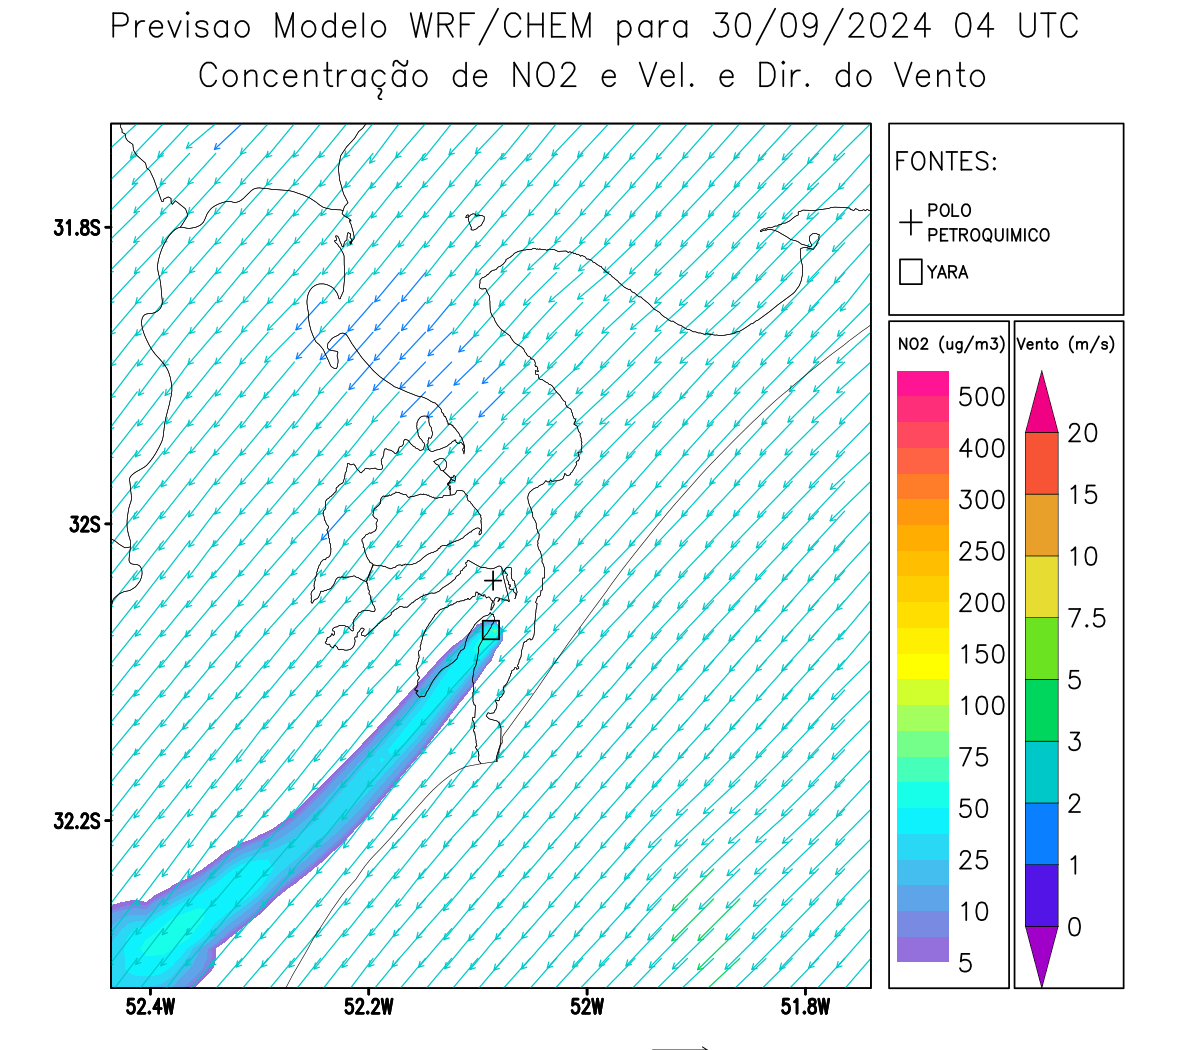 Previsao Modelo WRF/CHEM para 30/09/2024 04 UTC
Concentração de NO2 e Vel. e Dir. do Vento
FONTES:
POLO
PETROQUIMICO
YARA
31.8S
32S
32.2S
52.4W
52.2W
52W
51.8W
NO2 (ug/m3)
500
400
300
250
200
150
100
75
50
25
10
5
Vento (m/s)
20
15
10
7.5
5
3
2
1
0